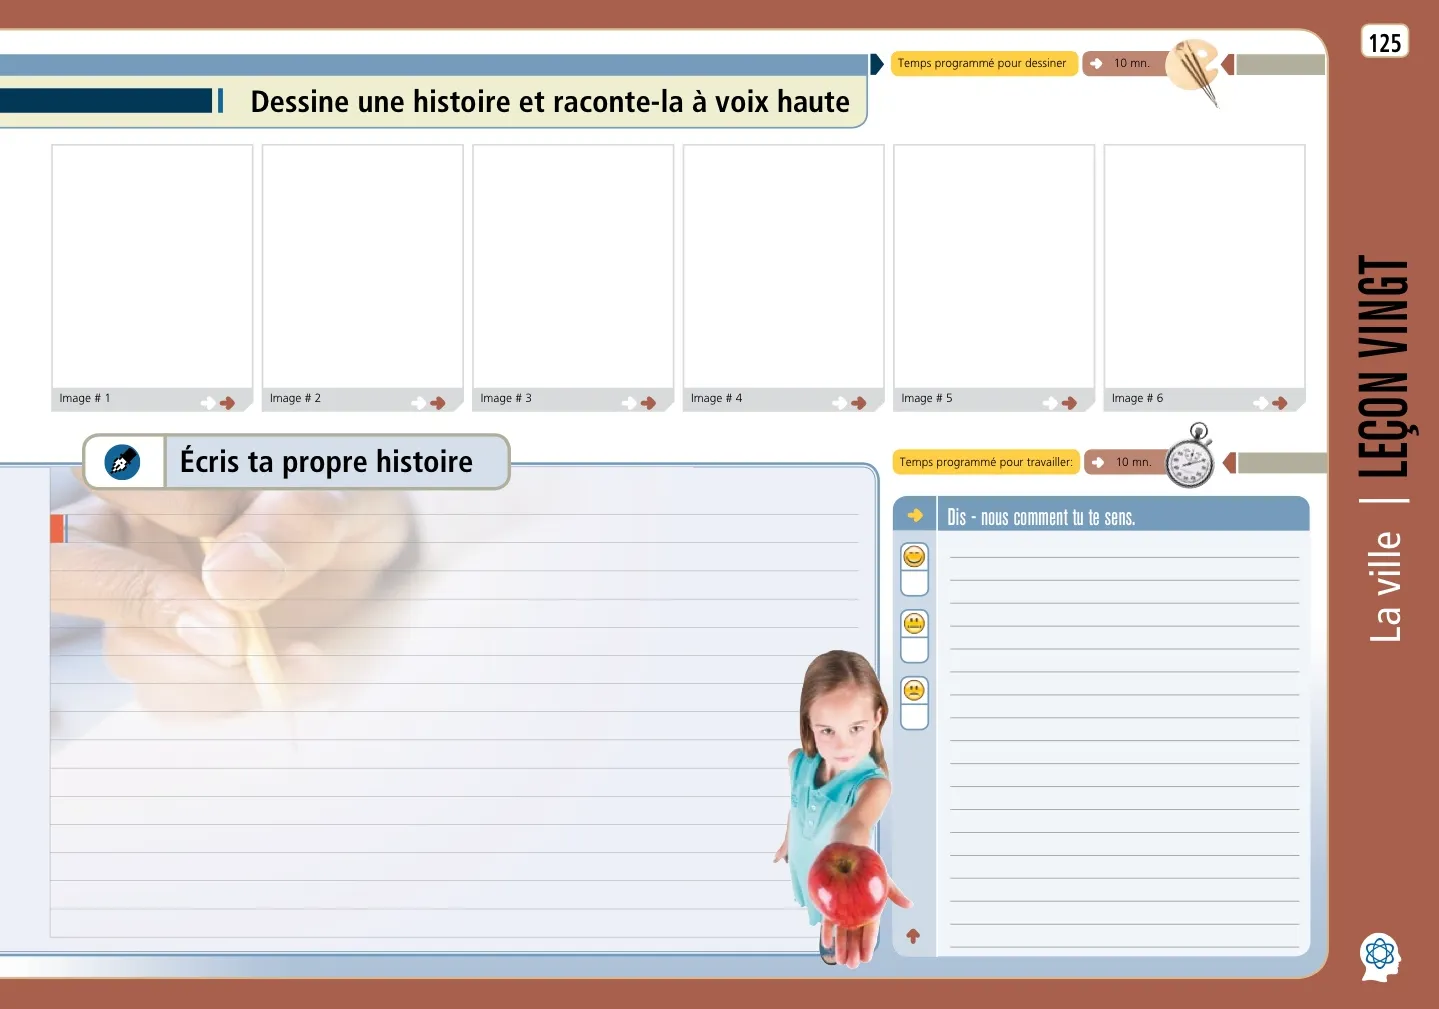 125
Temps programmé pour dessiner
10 mn.
Dessine une histoire et raconte-la à voix haute
Image # 1
Image # 2
Image # 3
Image # 4
Image # 5
Image # 6
Écris ta propre histoire
Temps programmé pour travailler:
10 mn.
Dis - nous comment tu te sens.
La ville | LEÇON VINGT